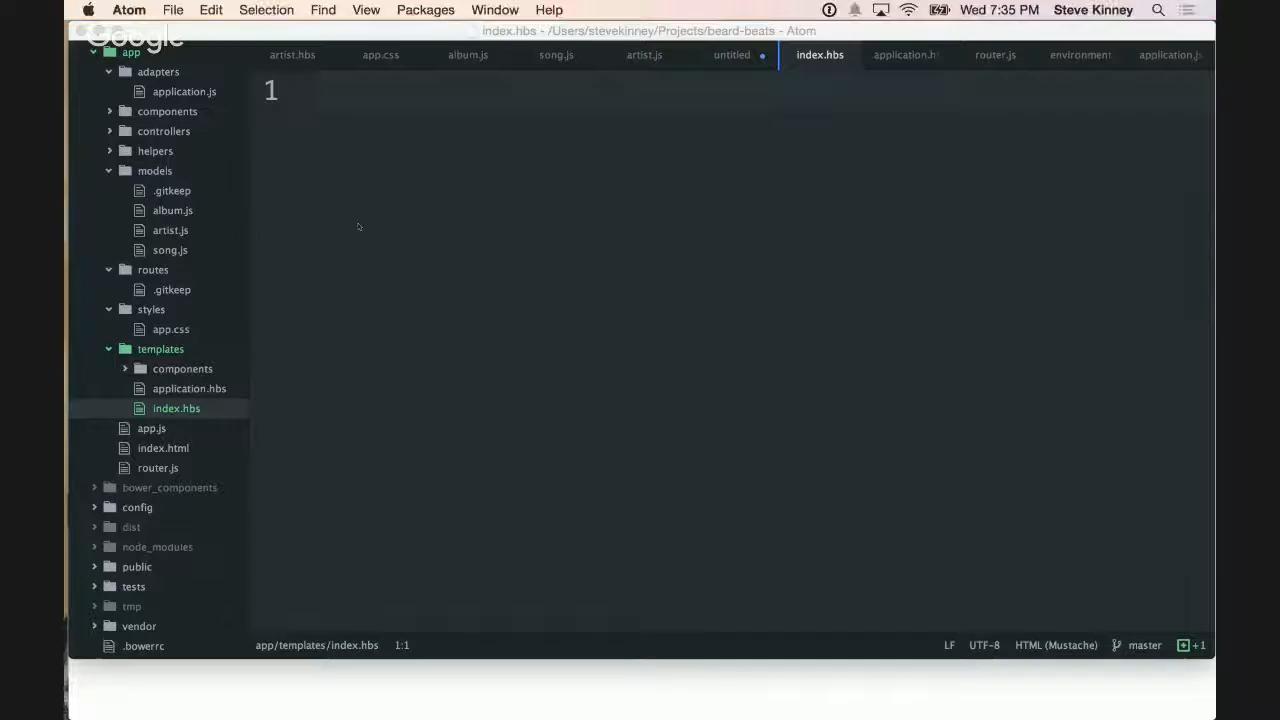 Atom File Edit Selection Find View Packages Window Help Wed 7:35 PM Steve Kinney
Google
index.hbs - /Users/stevekinney/Projects/beard-beats - Atom
artist.hbs app.css album.js song.js artist.js untitled index.hbs application.h router.js environment application.js
1
app
adapters
application.js
components
controllers
helpers
models
.gitkeep
album.js
artist.js
song.js
routes
.gitkeep
styles
app.css
templates
components
application.hbs
index.hbs
app.js
index.html
router.js
bower_components
config
dist
node_modules
public
tests
tmp
vendor
.bowerrc
app/templates/index.hbs 1:1 LF UTF-8 HTML (Mustache) master +1